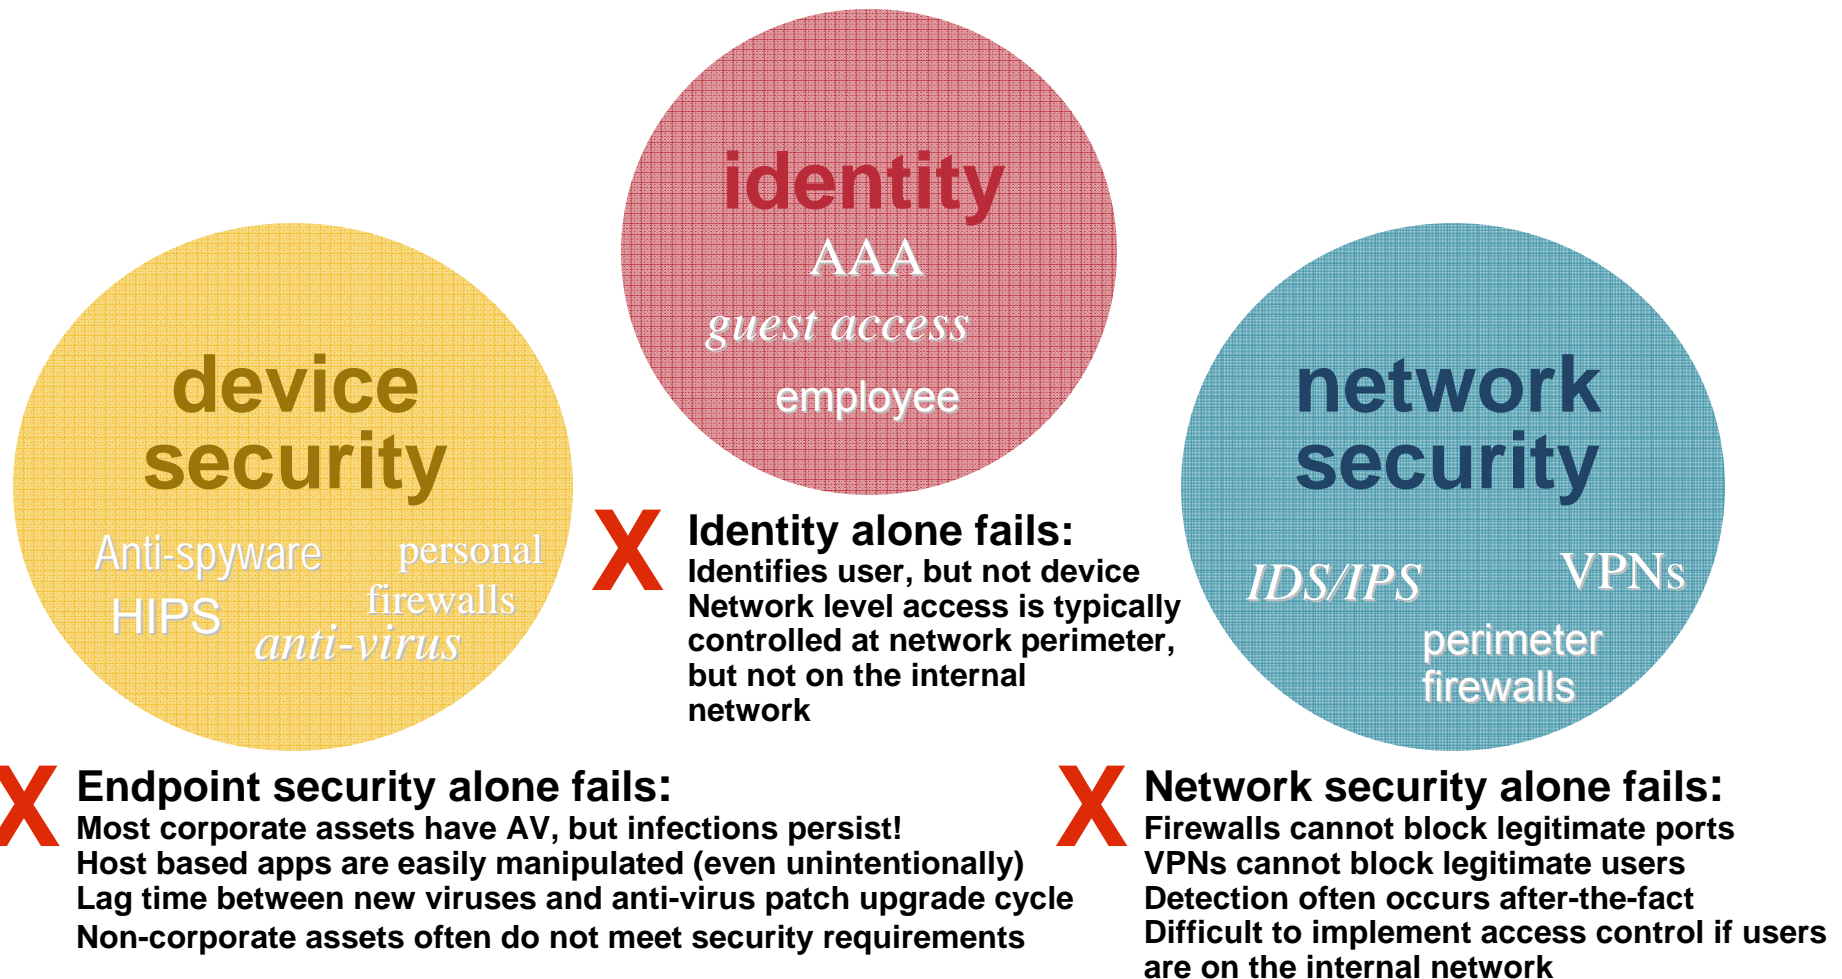 identity
AAA
guest access
employee
device
security
Anti-spyware
personal
firewalls
HIPS
anti-virus
network
security
IDS/IPS
VPNs
perimeter
firewalls
X
Identity alone fails:
Identifies user, but not device
Network level access is typically
controlled at network perimeter,
but not on the internal
network
X
Endpoint security alone fails:
Most corporate assets have AV, but infections persist!
Host based apps are easily manipulated (even unintentionally)
Lag time between new viruses and anti-virus patch upgrade cycle
Non-corporate assets often do not meet security requirements
X
Network security alone fails:
Firewalls cannot block legitimate ports
VPNs cannot block legitimate users
Detection often occurs after-the-fact
Difficult to implement access control if users
are on the internal network